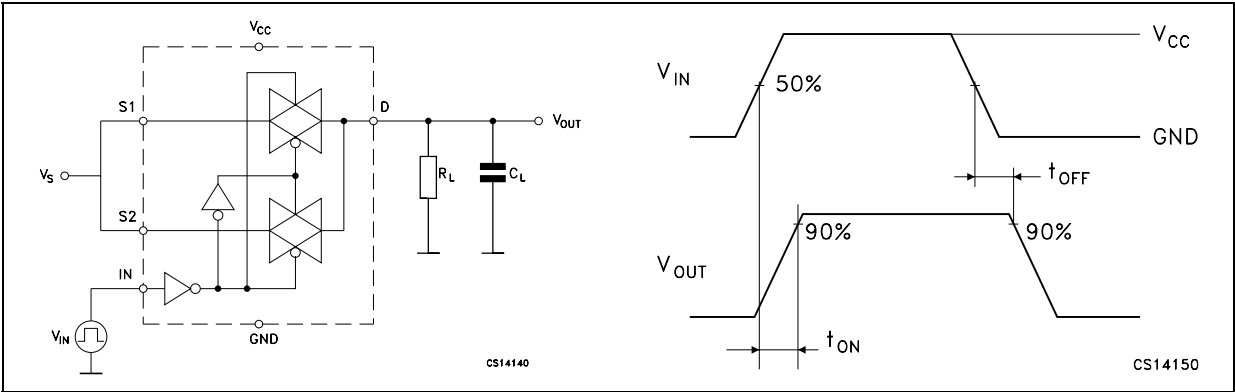 VCC
S1
D
VOUT
VS
RL
CL
S2
IN
VIN
GND
CS14140
VCC
VIN
50%
GND
tOFF
90%
90%
VOUT
tON
CS14150